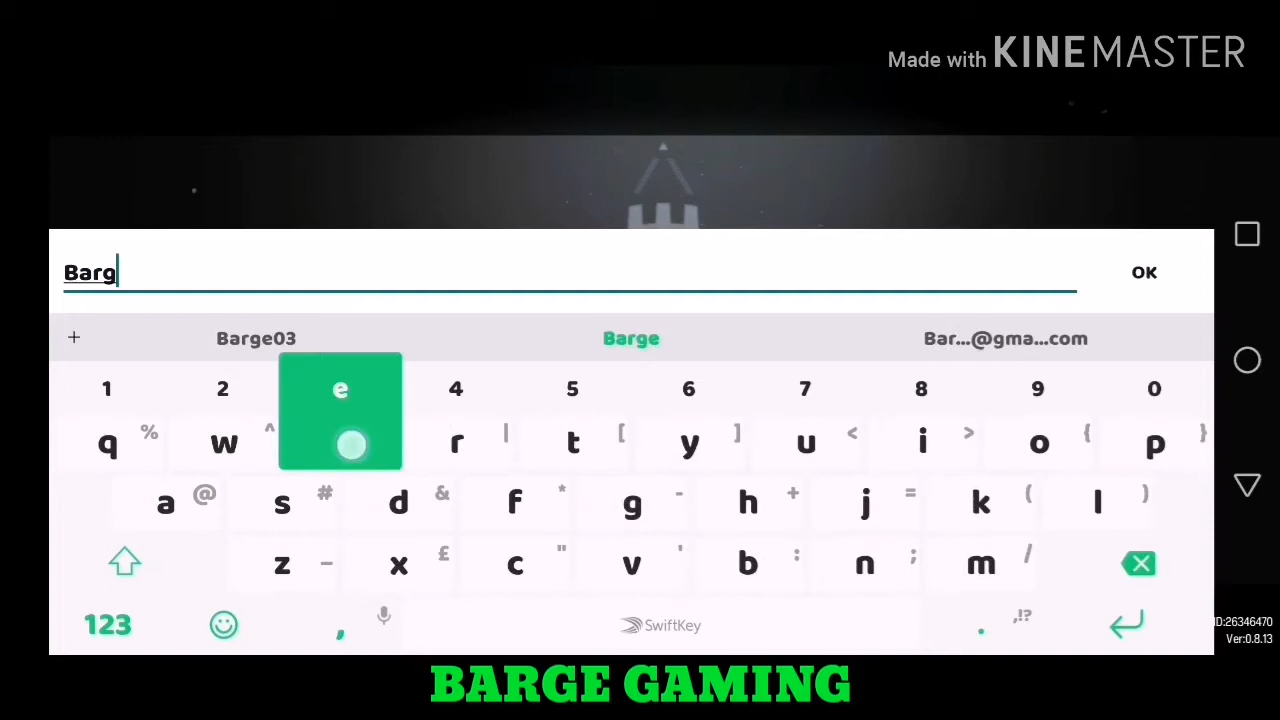 Made with KINEMASTER
Barg
OK
+ Barge03 Barge Bar...@gma...com
1 2 e 4 5 6 7 8 9 0
q % w ^ r | t [ y ] u < i > o { p }
a @ s # d & f * g - h + j = k ( l )
z _ x £ c " v ' b : n ; m /
123 , SwiftKey . ,!?
ID:26346470
Ver:0.8.13
BARGE GAMING